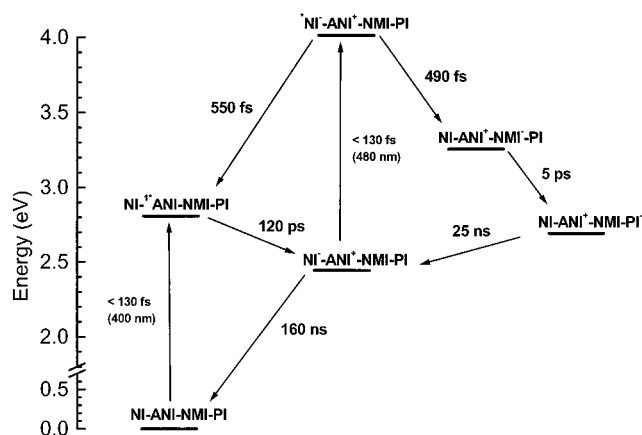 *NI⁻-ANI⁺-NMI-PI
4.0
490 fs
550 fs
< 130 fs
(480 nm)
NI-ANI⁺-NMI⁻-PI
3.5
5 ps
NI-¹*ANI-NMI-PI
3.0
NI-ANI⁺-NMI-PI⁻
120 ps
25 ns
NI⁻-ANI⁺-NMI-PI
2.5
< 130 fs
(400 nm)
160 ns
2.0
0.5
NI-ANI-NMI-PI
0.0
Energy (eV)